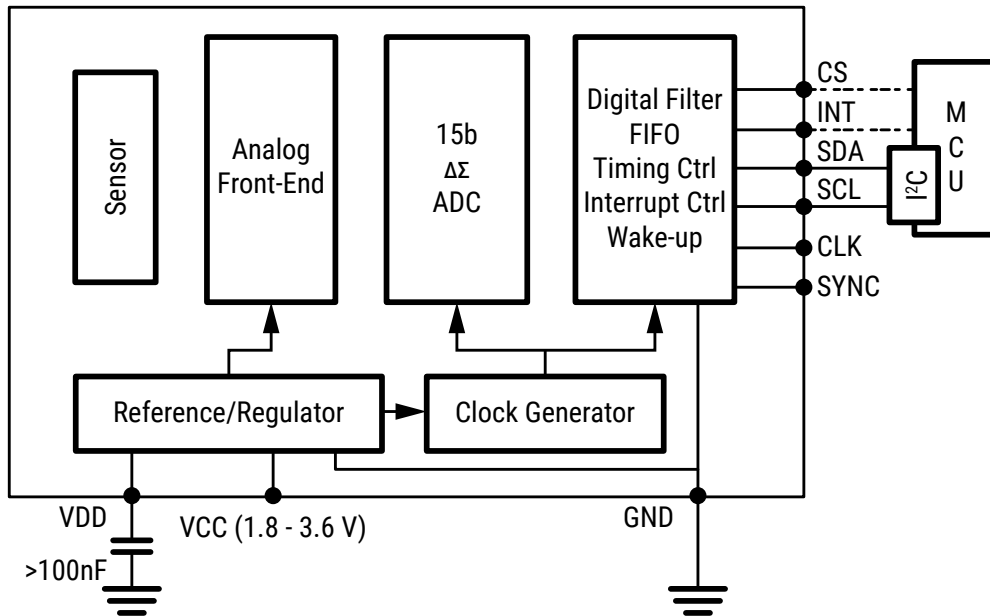 Sensor
Analog
Front-End
15b
ΔΣ
ADC
Digital Filter
FIFO
Timing Ctrl
Interrupt Ctrl
Wake-up
CS
INT
SDA
SCL
CLK
SYNC
I²C
M
C
U
Reference/Regulator
Clock Generator
VDD
VCC (1.8 - 3.6 V)
GND
>100nF